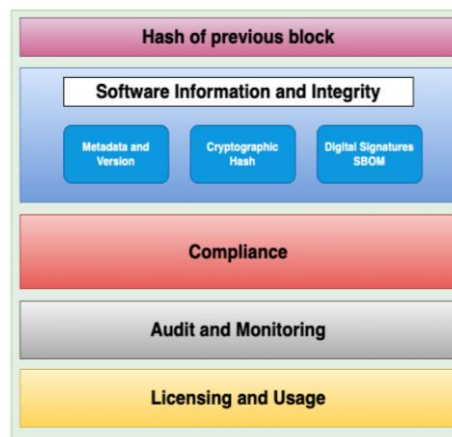 Hash of previous block
Software Information and Integrity
Metadata and
Version
Cryptographic
Hash
Digital Signatures
SBOM
Compliance
Audit and Monitoring
Licensing and Usage